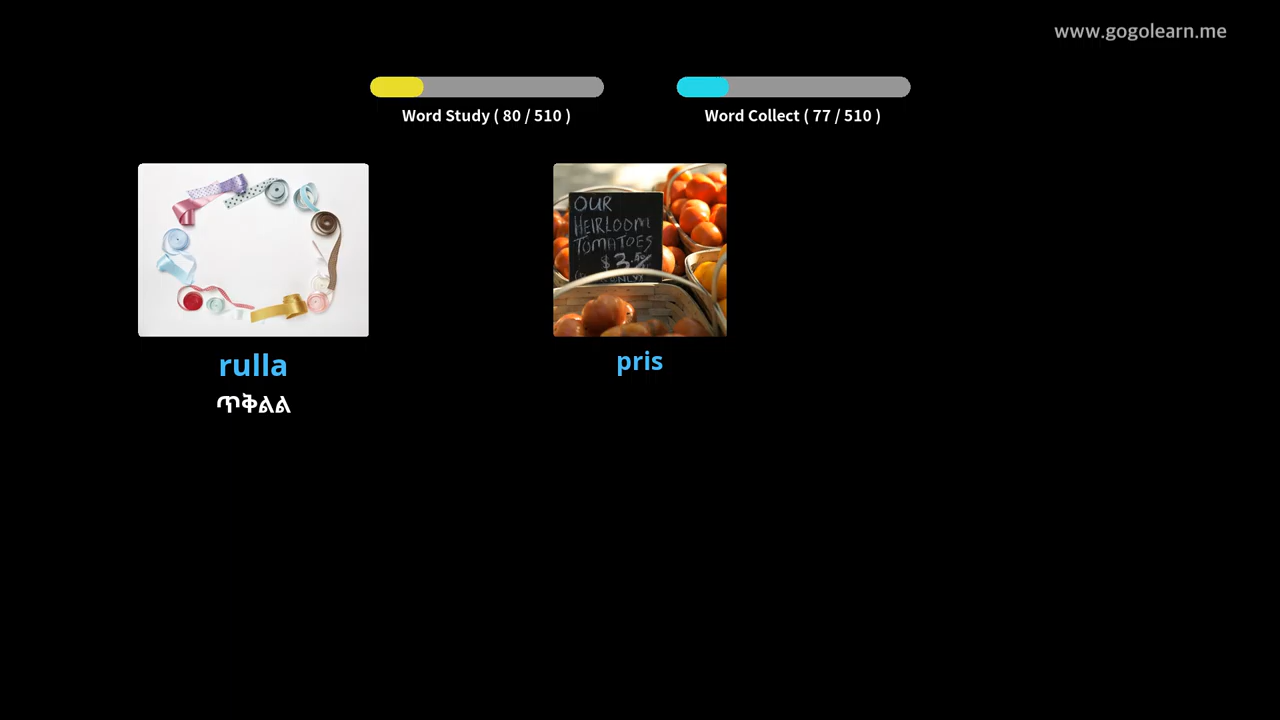 www.gogolearn.me
Word Study ( 80 / 510 )
Word Collect ( 77 / 510 )
OUR
HEIRLOOM
TOMATOES
rulla
ጥቅልል
pris